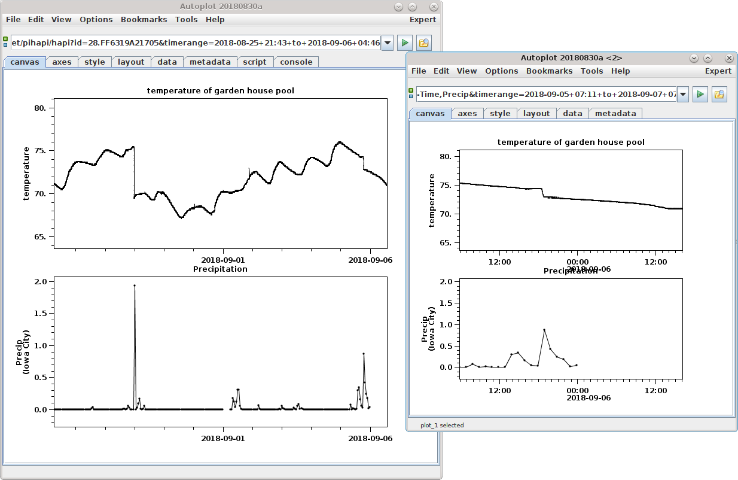 Autoplot 20180830a
File Edit View Options Bookmarks Tools Help Expert
et/pihapi/hapi?id=28.FF6319A21705&timerange=2018-08-25+21:43+to+2018-09-06+04:46
canvas axes style layout data metadata script console
temperature of garden house pool
80.
75.
70.
65.
temperature
2018-09-01 2018-09-06
Precipitation
2.0
1.5
1.0
0.5
0.0
Precip
(Iowa City)
2018-09-01 2018-09-06
Autoplot 20180830a <2>
File Edit View Options Bookmarks Tools Help Expert
-Time,Precip&timerange=2018-09-05+07:11+to+2018-09-07+07
canvas axes style layout data metadata
temperature of garden house pool
80.
75.
70.
65.
temperature
12:00 00:00 12:00
2018-09-06
Precipitation
2.0
1.5
1.0
0.5
0.0
Precip
(Iowa City)
12:00 00:00 12:00
2018-09-06
plot_1 selected